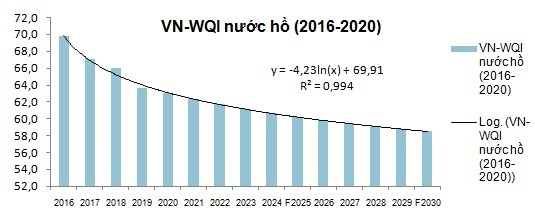 VN-WQI nước hồ (2016-2020)
70,0
68,0
66,0
64,0
62,0
60,0
58,0
56,0
54,0
52,0
y = -4,23ln(x) + 69,91
R² = 0,994
2016 2017 2018 2019 2020 2021 2022 2023 2024 F2025 2026 2027 2028 2029 F2030
VN-WQI
nước hồ
(2016-
2020)
Log. (VN-
WQI
nước hồ
(2016-
2020))